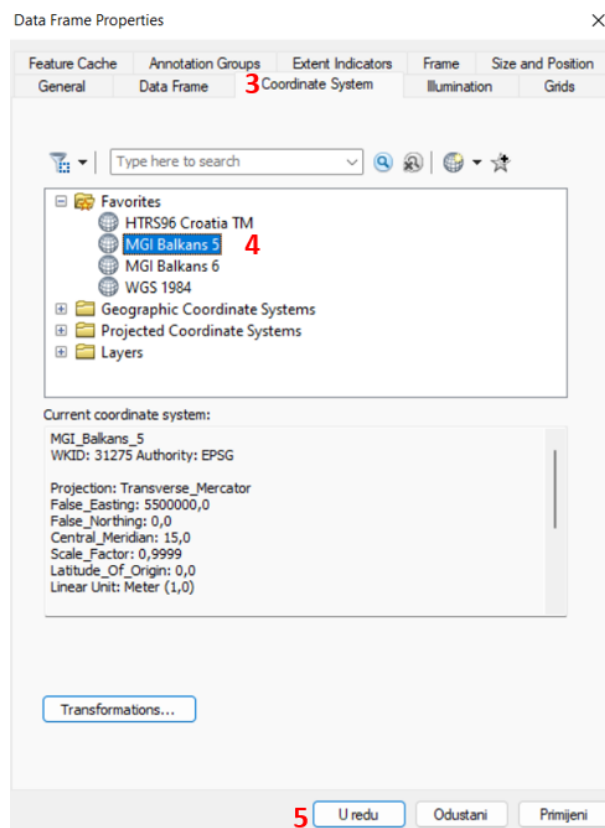 Data Frame Properties
Feature Cache Annotation Groups Extent Indicators Frame Size and Position
General Data Frame 3 Coordinate System Illumination Grids
Type here to search
Favorites
HTRS96 Croatia TM
MGI Balkans 5 4
MGI Balkans 6
WGS 1984
Geographic Coordinate Systems
Projected Coordinate Systems
Layers
Current coordinate system:
MGI_Balkans_5
WKID: 31275 Authority: EPSG
Projection: Transverse_Mercator
False_Easting: 5500000,0
False_Northing: 0,0
Central_Meridian: 15,0
Scale_Factor: 0,9999
Latitude_Of_Origin: 0,0
Linear Unit: Meter (1,0)
Transformations...
5 U redu Odustani Primijeni